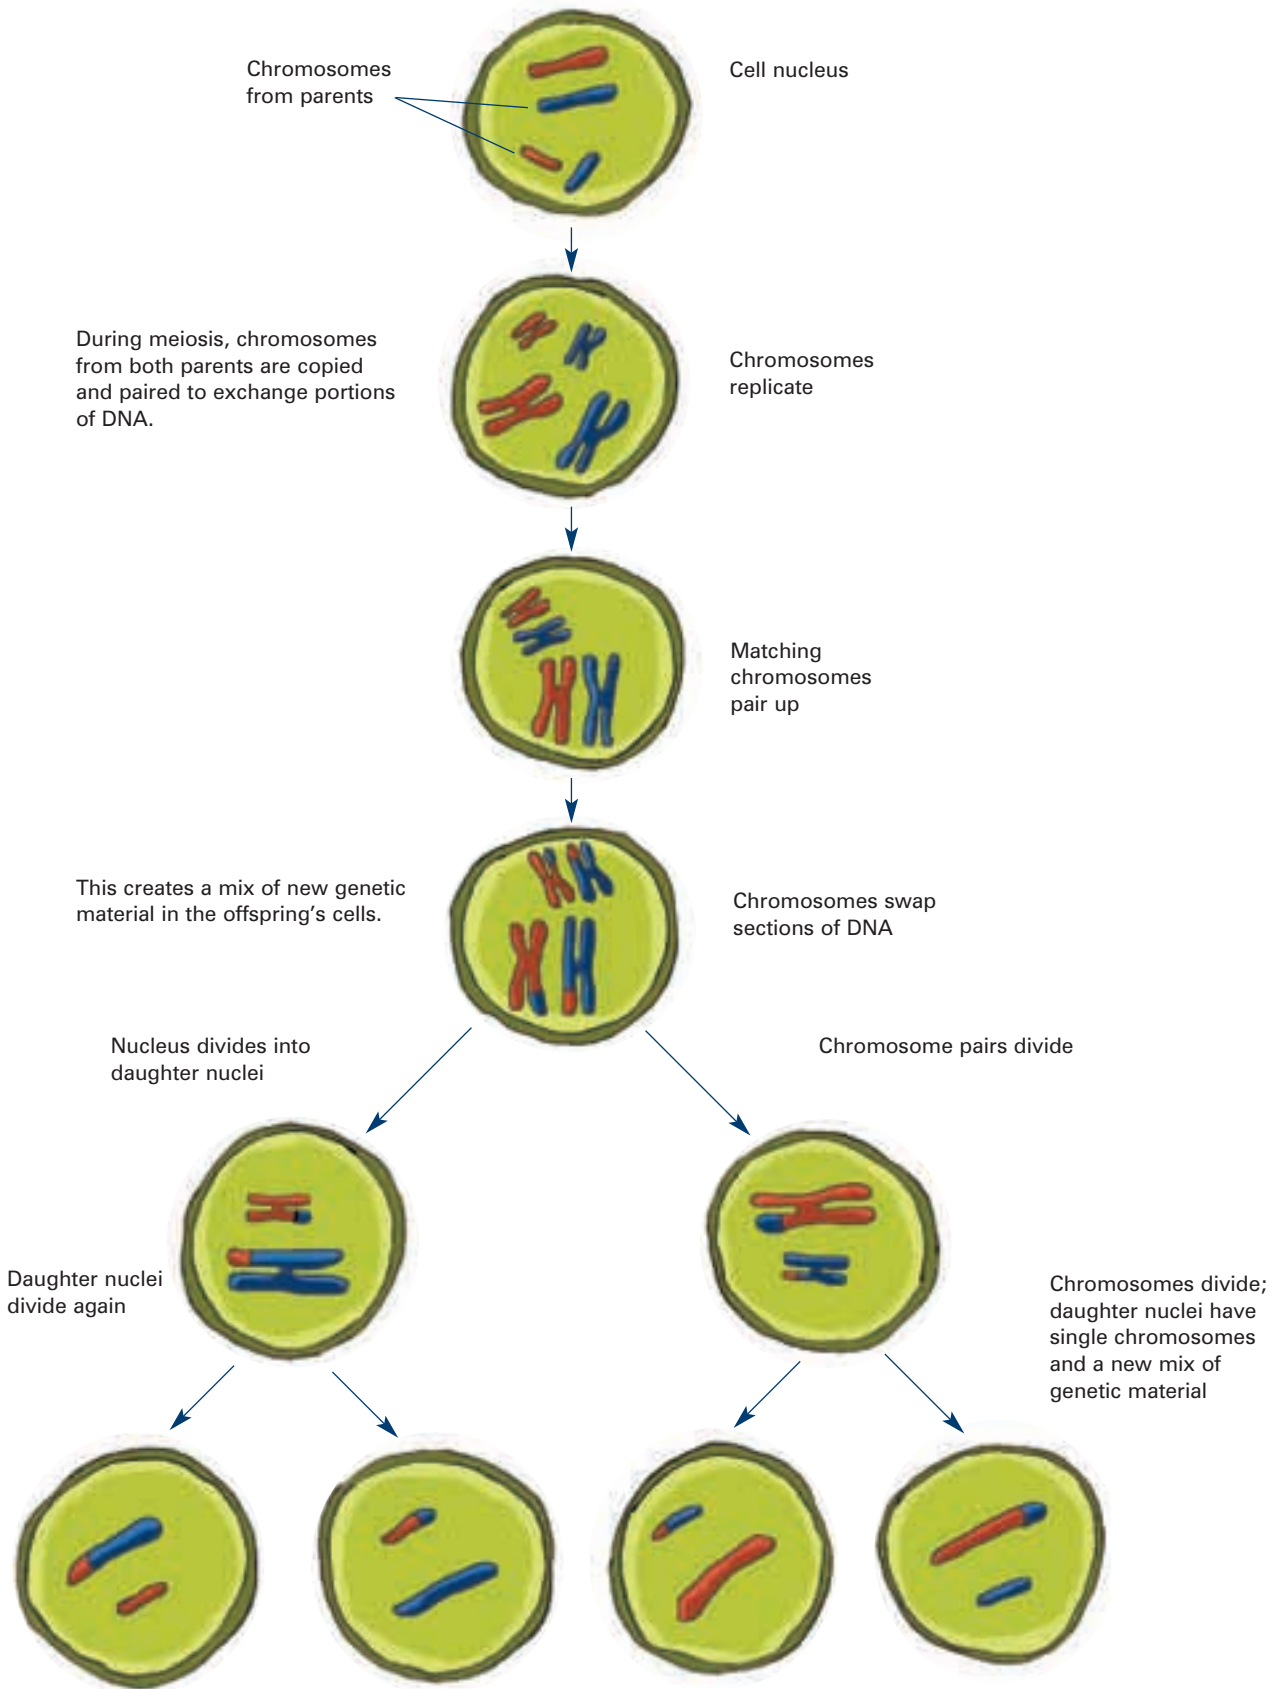 Chromosomes
from parents
Cell nucleus
During meiosis, chromosomes
from both parents are copied
and paired to exchange portions
of DNA.
Chromosomes
replicate
Matching
chromosomes
pair up
This creates a mix of new genetic
material in the offspring’s cells.
Chromosomes swap
sections of DNA
Nucleus divides into
daughter nuclei
Chromosome pairs divide
Daughter nuclei
divide again
Chromosomes divide;
daughter nuclei have
single chromosomes
and a new mix of
genetic material